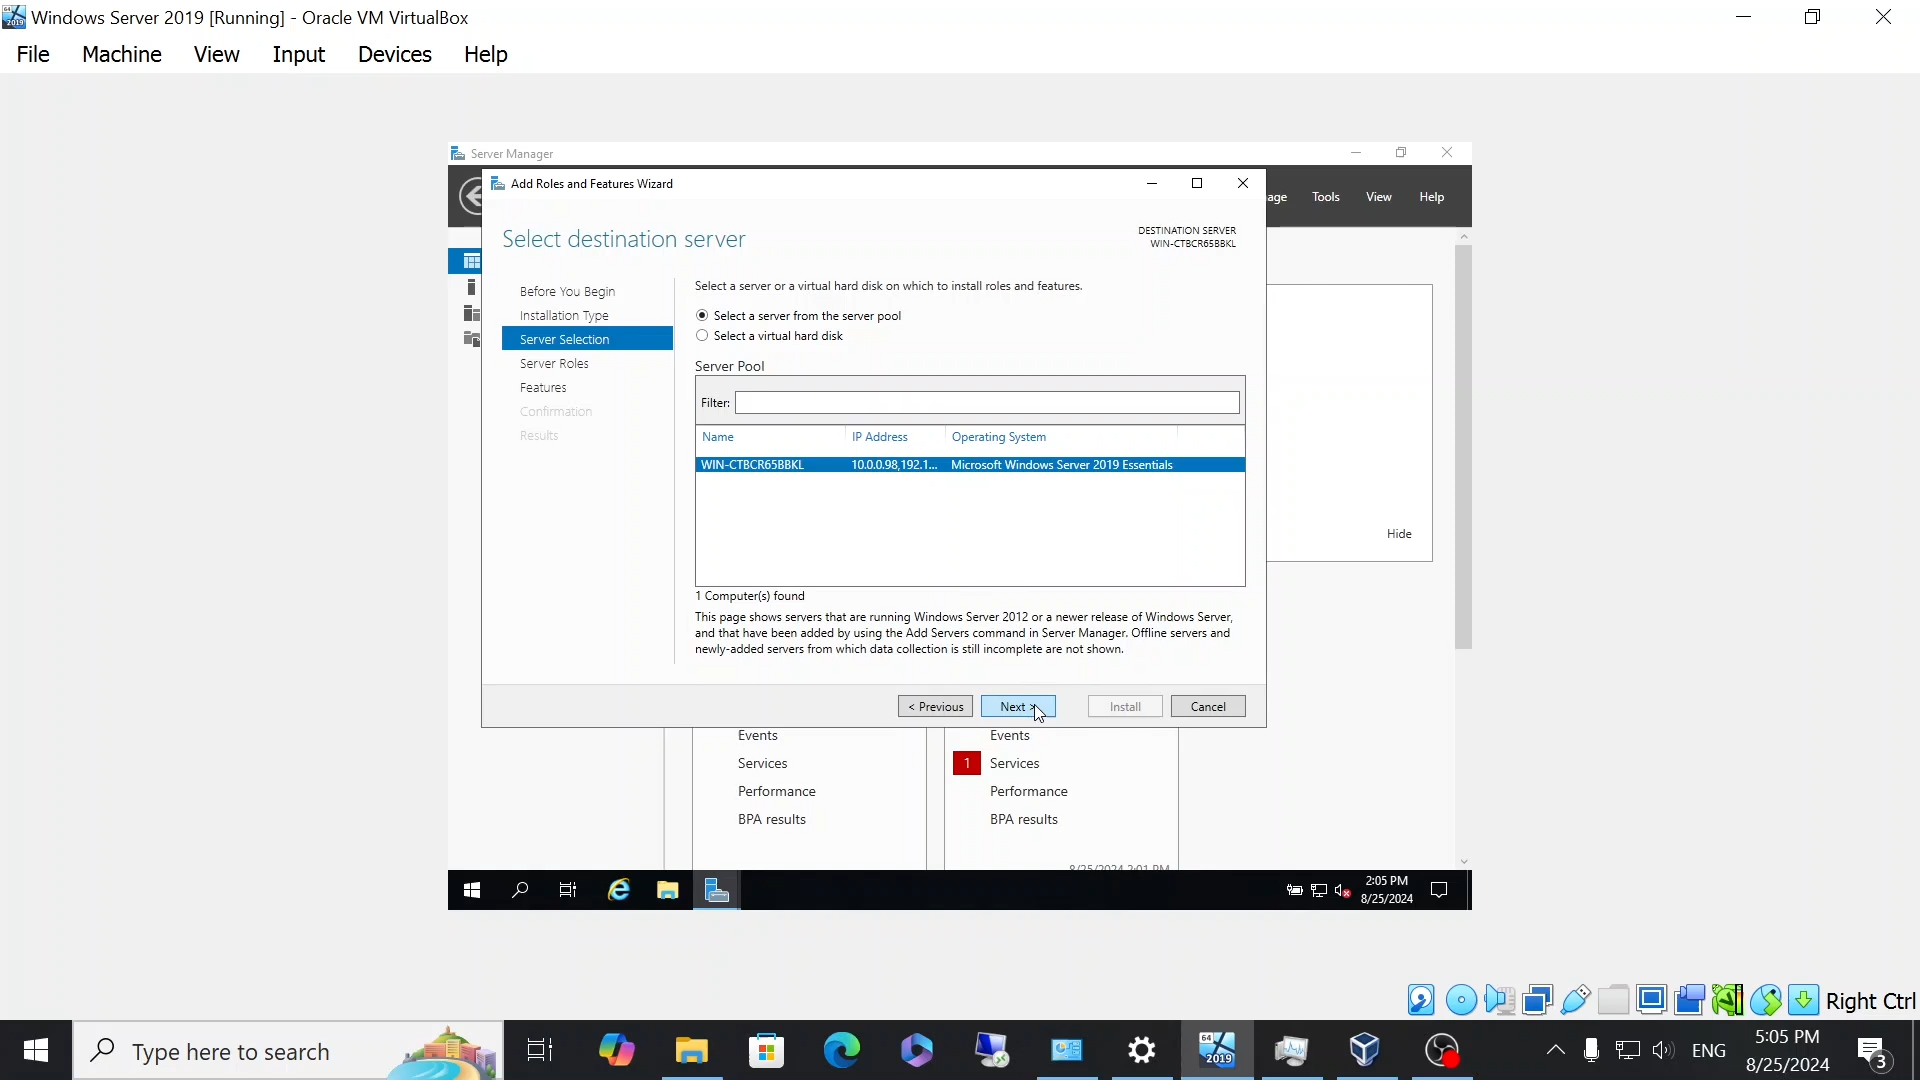 Windows Server 2019 [Running] - Oracle VM VirtualBox
File Machine View Input Devices Help
Server Manager
Add Roles and Features Wizard
age Tools View Help
Select destination server
DESTINATION SERVER
WIN-CTBCR65BBKL
Before You Begin
Installation Type
Server Selection
Server Roles
Features
Confirmation
Results
Select a server or a virtual hard disk on which to install roles and features.
Select a server from the server pool
Select a virtual hard disk
Server Pool
Filter:
Name IP Address Operating System
WIN-CTBCR65BBKL 10.0.0.98,192.1... Microsoft Windows Server 2019 Essentials
1 Computer(s) found
This page shows servers that are running Windows Server 2012 or a newer release of Windows Server,
and that have been added by using the Add Servers command in Server Manager. Offline servers and
newly-added servers from which data collection is still incomplete are not shown.
Hide
< Previous Next > Install Cancel
Events Events
Services 1 Services
Performance Performance
BPA results BPA results
8/25/2024 2:01 PM
2:05 PM
8/25/2024
Right Ctrl
Type here to search
64
2019
ENG
5:05 PM
8/25/2024
3